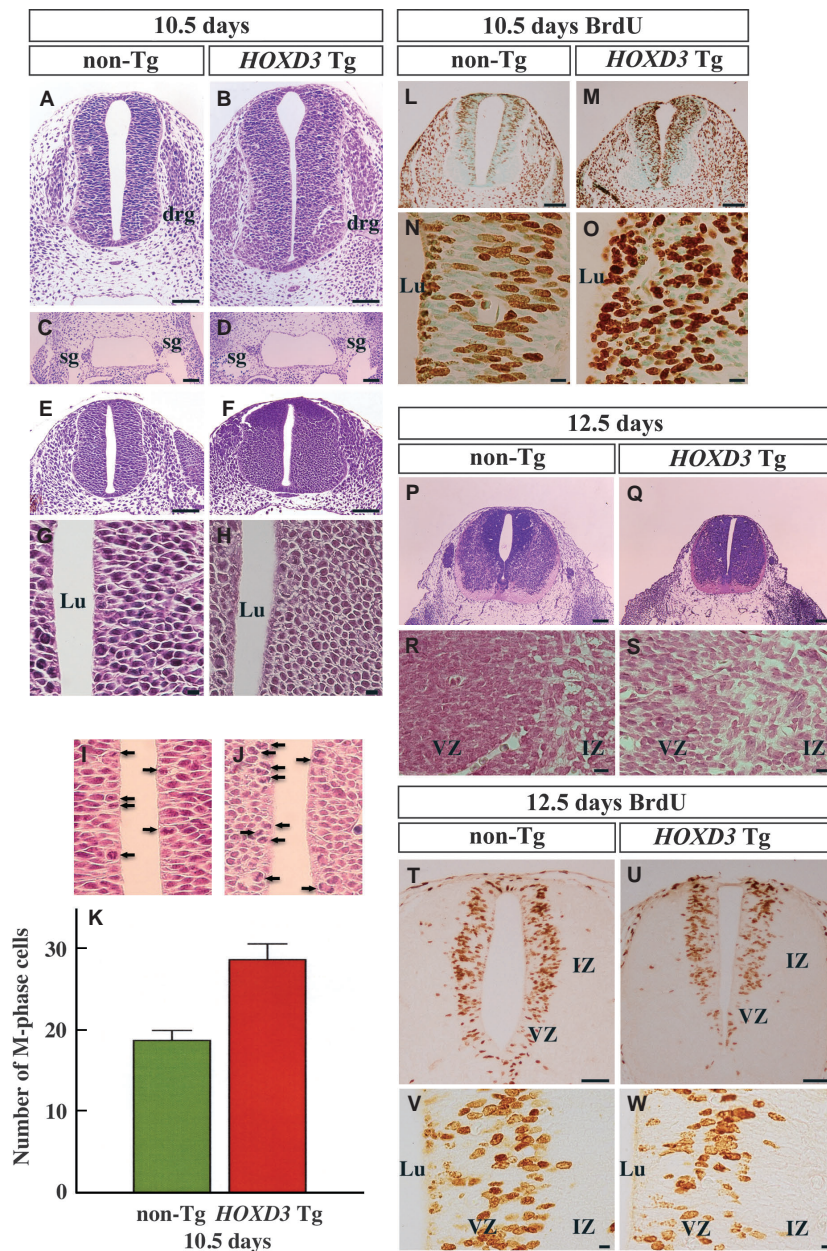 10.5 days
non-Tg
HOXD3 Tg
A
B
drg
drg
C
D
sg
sg
sg
sg
E
F
G
H
Lu
I
J
K
Number of M-phase cells
30
20
10
0
non-Tg HOXD3 Tg
10.5 days
10.5 days BrdU
non-Tg
HOXD3 Tg
L
M
N
O
Lu
Lu
12.5 days
non-Tg
HOXD3 Tg
P
Q
R
S
VZ
IZ
VZ
IZ
12.5 days BrdU
non-Tg
HOXD3 Tg
T
U
IZ
IZ
VZ
VZ
V
W
Lu
Lu
VZ
IZ
VZ
IZ